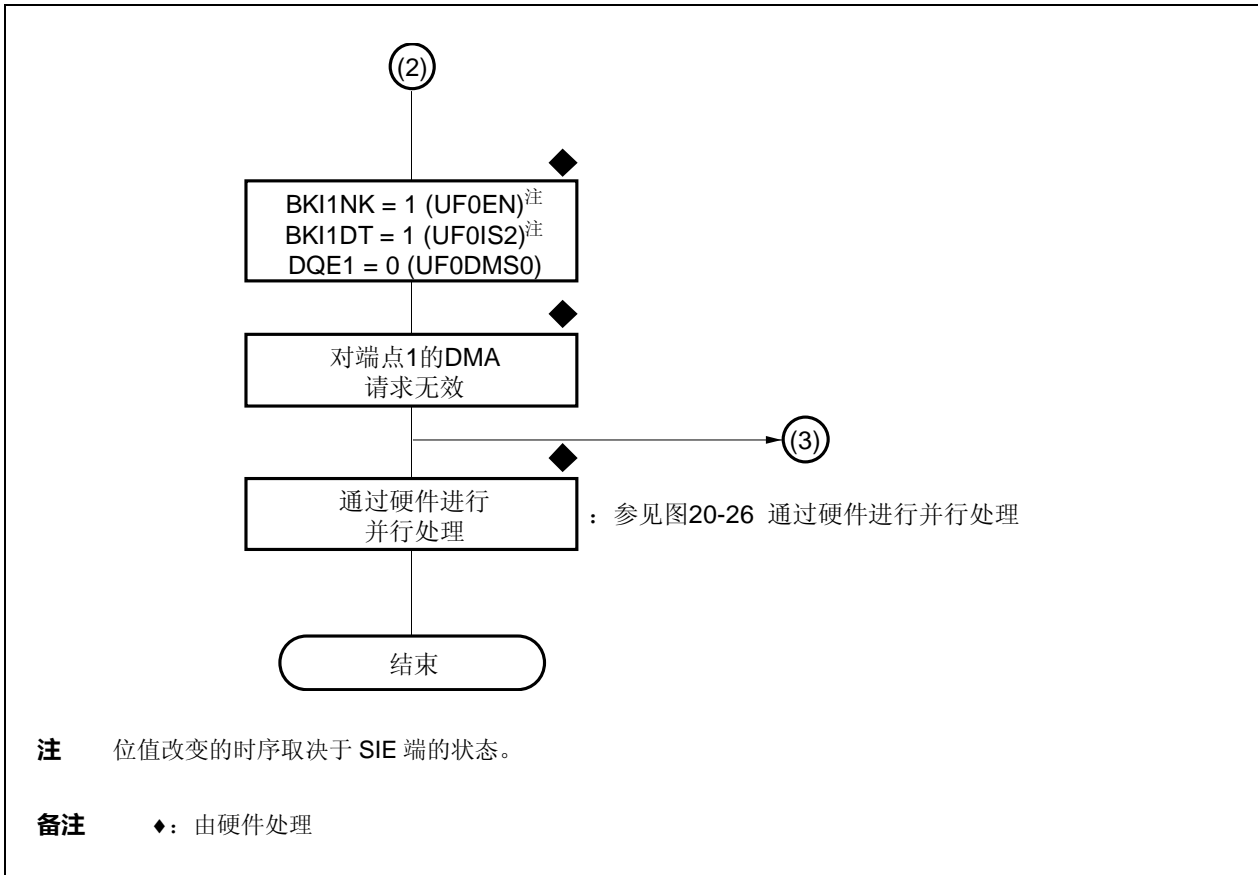 (2)
BKI1NK = 1 (UF0EN)注
BKI1DT = 1 (UF0IS2)注
DQE1 = 0 (UF0DMS0)
对端点1的DMA
请求无效
(3)
通过硬件进行
并行处理
：参见图20-26 通过硬件进行并行处理
结束
注 位值改变的时序取决于 SIE 端的状态。
备注 ♦：由硬件处理